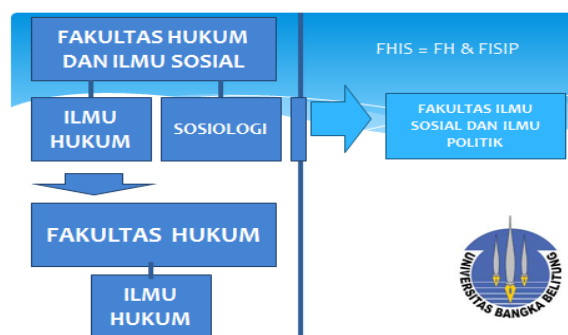 FAKULTAS HUKUM
DAN ILMU SOSIAL
FHIS = FH & FISIP
ILMU
HUKUM
SOSIOLOGI
FAKULTAS ILMU
SOSIAL DAN ILMU
POLITIK
FAKULTAS HUKUM
ILMU
HUKUM
UNIVERSITAS BANGKA BELITUNG